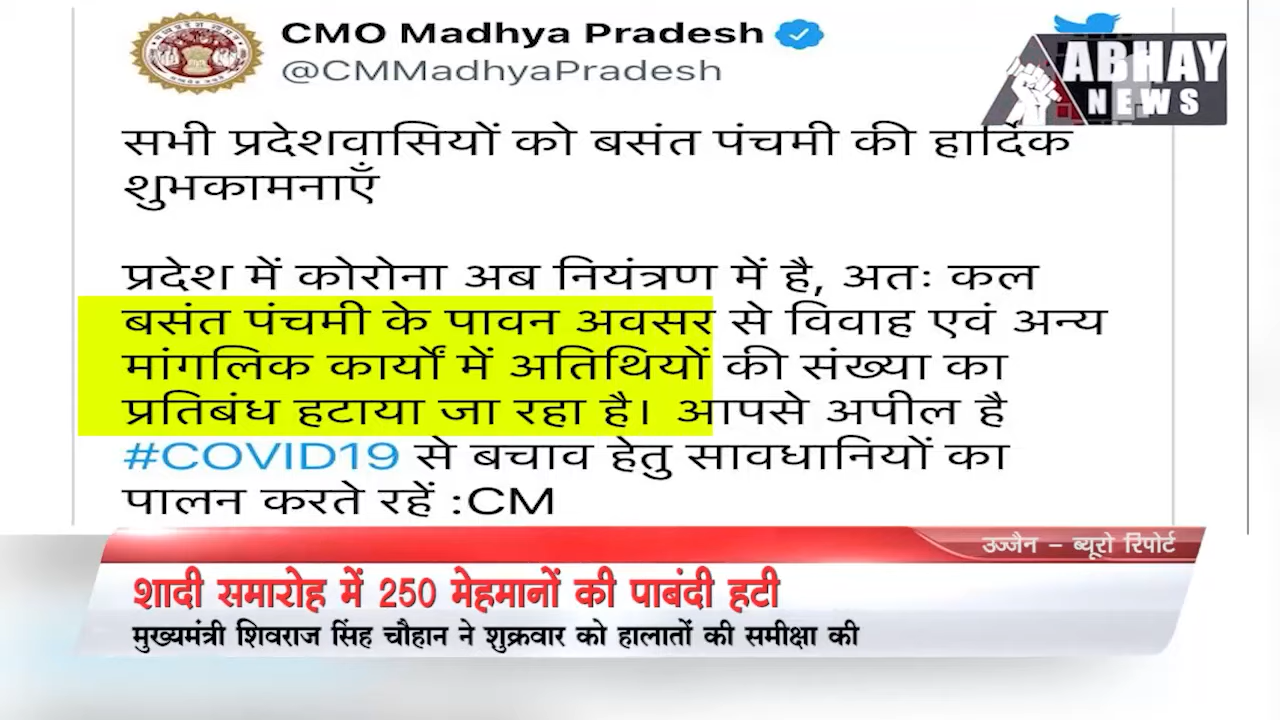 CMO Madhya Pradesh
@CMMadhyaPradesh
ABHAY
NEWS
सभी प्रदेशवासियों को बसंत पंचमी की हार्दिक
शुभकामनाएँ
प्रदेश में कोरोना अब नियंत्रण में है, अतः कल
बसंत पंचमी के पावन अवसर से विवाह एवं अन्य
मांगलिक कार्यों में अतिथियों की संख्या का
प्रतिबंध हटाया जा रहा है। आपसे अपील है
#COVID19 से बचाव हेतु सावधानियों का
पालन करते रहें :CM
उज्जैन - ब्यूरो रिपोर्ट
शादी समारोह में 250 मेहमानों की पाबंदी हटी
मुख्यमंत्री शिवराज सिंह चौहान ने शुक्रवार को हालातों की समीक्षा की